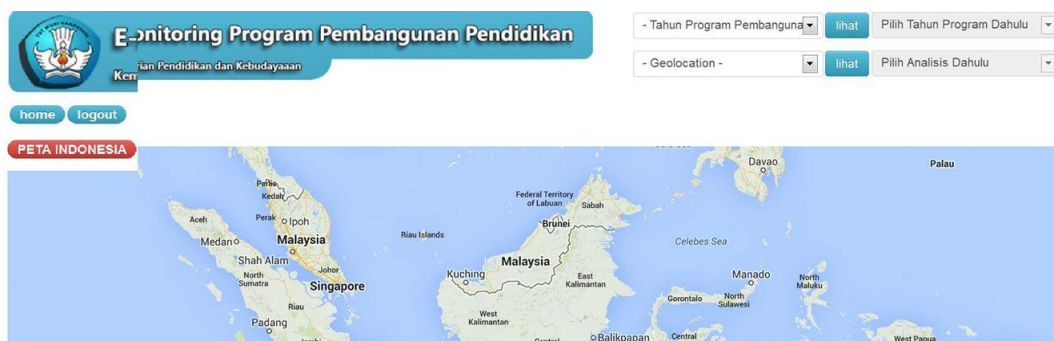 E-onitoring Program Pembangunan Pendidikan
Kem ian Pendidikan dan Kebudayaaan
- Tahun Program Pembanguna
lihat
Pilih Tahun Program Dahulu
- Geolocation -
lihat
Pilih Analisis Dahulu
home
logout
PETA INDONESIA
Davao
Palau
Perlis
Kedah
Federal Territory
of Labuan
Sabah
Aceh
Perak
Ipoh
Brunei
Riau Islands
Medan
Malaysia
Celebes Sea
Shah Alam
Malaysia
Johor
Kuching
North
Sumatra
Singapore
East
Kalimantan
Manado
North
Maluku
Riau
Gorontalo
North
Sulawesi
West
Kalimantan
Padang
Balikpapan
Central
West Papua